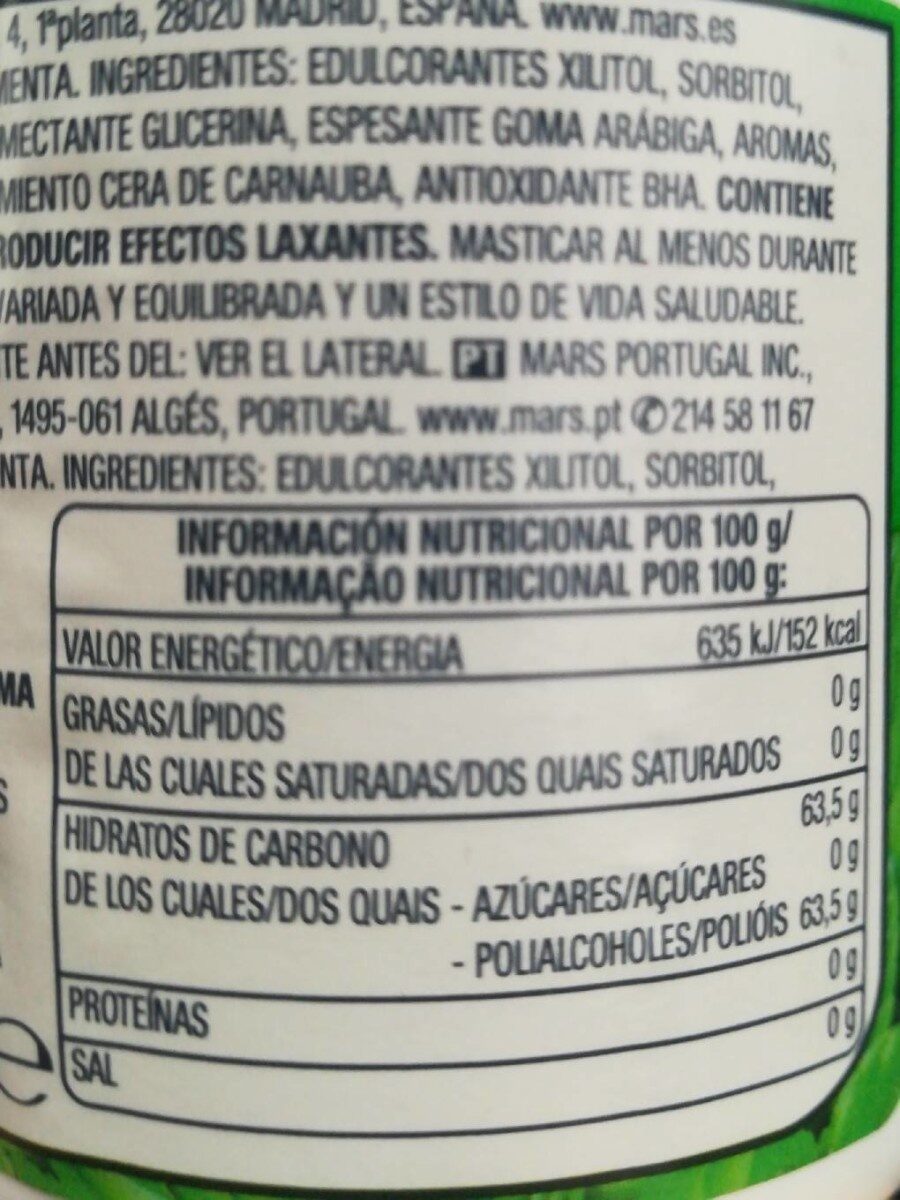 4, 1ªplanta, 28020 MADRID, ESPAÑA. www.mars.es
MENTA. INGREDIENTES: EDULCORANTES XILITOL, SORBITOL,
MECTANTE GLICERINA, ESPESANTE GOMA ARÁBIGA, AROMAS,
MIENTO CERA DE CARNAUBA, ANTIOXIDANTE BHA. CONTIENE
RODUCIR EFECTOS LAXANTES. MASTICAR AL MENOS DURANTE
VARIADA Y EQUILIBRADA Y UN ESTILO DE VIDA SALUDABLE.
TE ANTES DEL: VER EL LATERAL. PT MARS PORTUGAL INC.,
, 1495-061 ALGÉS, PORTUGAL. www.mars.pt ✆214 58 11 67
NTA. INGREDIENTES: EDULCORANTES XILITOL, SORBITOL,
INFORMACIÓN NUTRICIONAL POR 100 g/
INFORMAÇÃO NUTRICIONAL POR 100 g:
VALOR ENERGÉTICO/ENERGIA 635 kJ/152 kcal
MA
GRASAS/LÍPIDOS 0 g
DE LAS CUALES SATURADAS/DOS QUAIS SATURADOS 0 g
S
HIDRATOS DE CARBONO 63,5 g
DE LOS CUALES/DOS QUAIS - AZÚCARES/AÇÚCARES 0 g
- POLIALCOHOLES/POLIÓIS 63,5 g
PROTEÍNAS 0 g
SAL 0 g
e